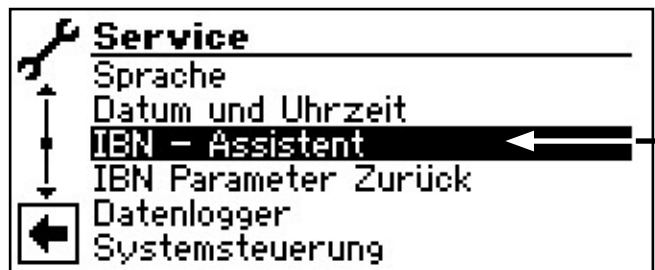 Service
Sprache
Datum und Uhrzeit
IBN – Assistent
IBN Parameter Zurück
Datenlogger
Systemsteuerung